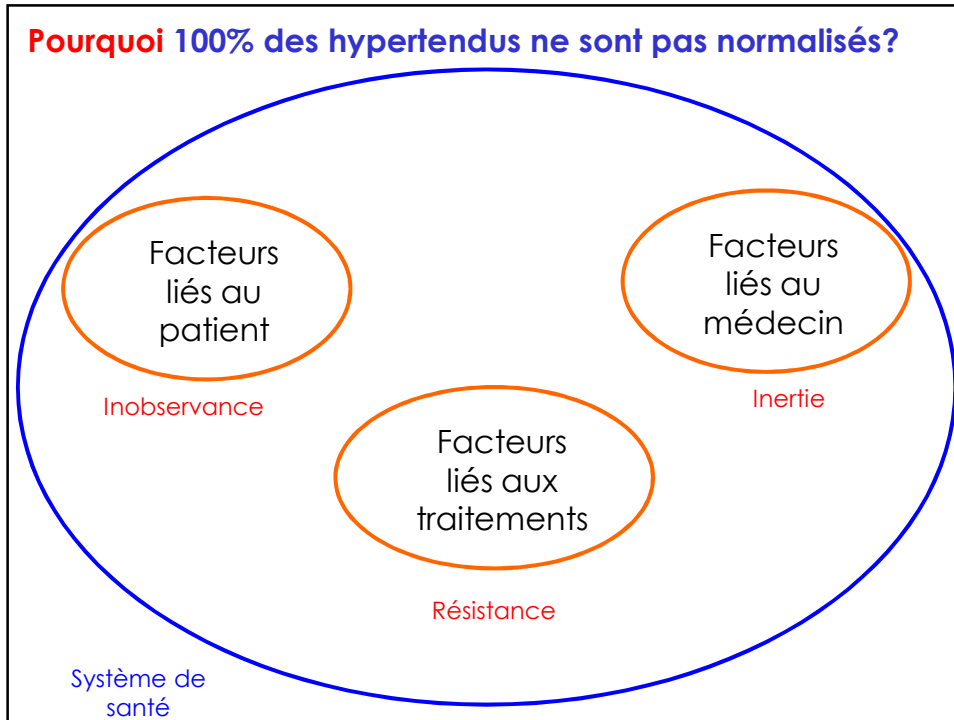 Pourquoi 100% des hypertendus ne sont pas normalisés?
Facteurs
liés au
patient
Inobservance
Facteurs
liés au
médecin
Inertie
Facteurs
liés aux
traitements
Résistance
Système de
santé